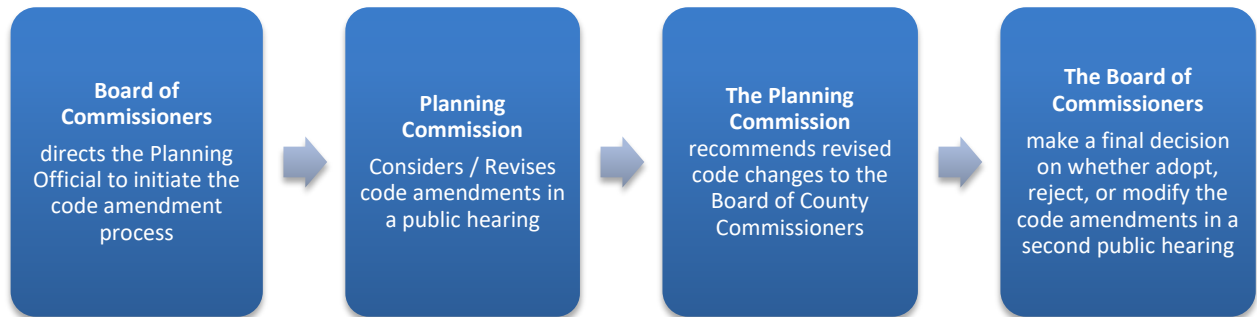 Board of
Commissioners
directs the Planning
Official to initiate the
code amendment
process
Planning
Commission
Considers / Revises
code amendments in
a public hearing
The Planning
Commission
recommends revised
code changes to the
Board of County
Commissioners
The Board of
Commissioners
make a final decision
on whether adopt,
reject, or modify the
code amendments in a
second public hearing